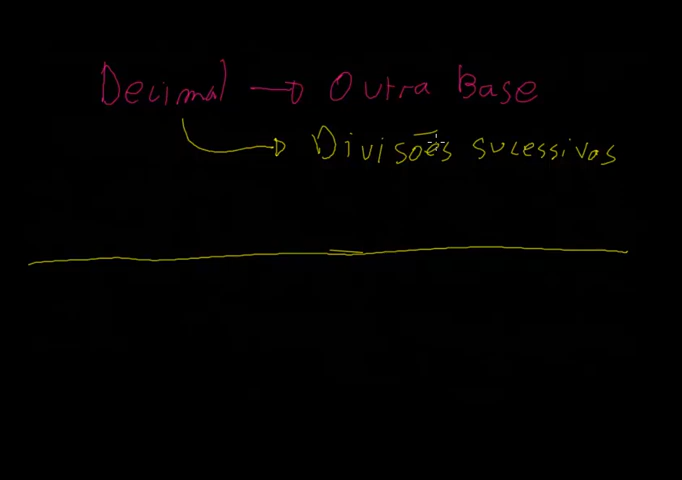 Decimal → Outra Base
→ Divisões sucessivas